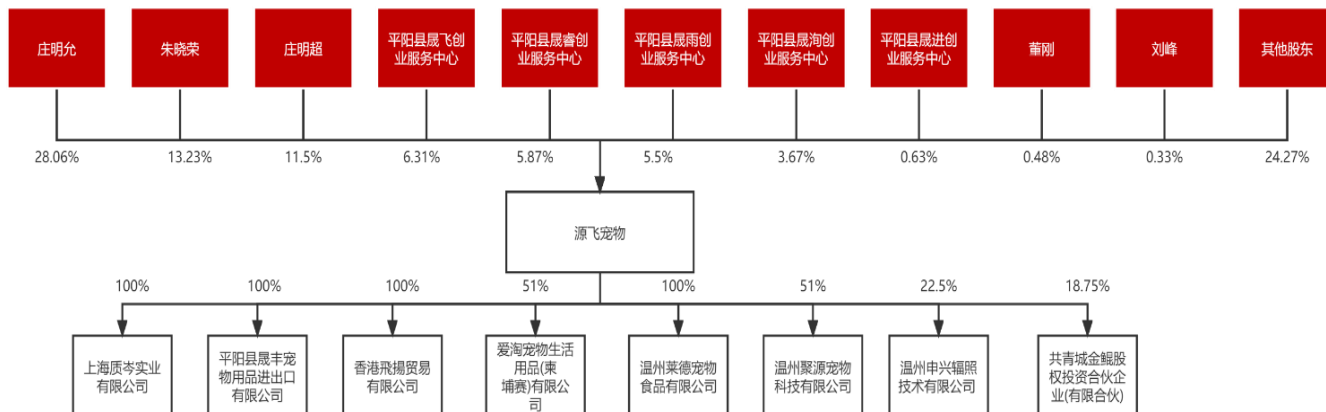 庄明允
朱晓荣
庄明超
平阳县晟飞创
业服务中心
平阳县晟睿创
业服务中心
平阳县晟雨创
业服务中心
平阳县晟洵创
业服务中心
平阳县晟进创
业服务中心
董刚
刘峰
其他股东
28.06%
13.23%
11.5%
6.31%
5.87%
5.5%
3.67%
0.63%
0.48%
0.33%
24.27%
源飞宠物
100%
100%
100%
51%
100%
51%
22.5%
18.75%
上海质岑实业
有限公司
平阳县晟丰宠
物用品进出口
有限公司
香港飛揚貿易
有限公司
爱淘宠物生活
用品(柬
埔赛)有限公
司
温州莱德宠物
食品有限公司
温州聚源宠物
科技有限公司
温州申兴辐照
技术有限公司
共青城金鲲股
权投资合伙企
业(有限合伙)